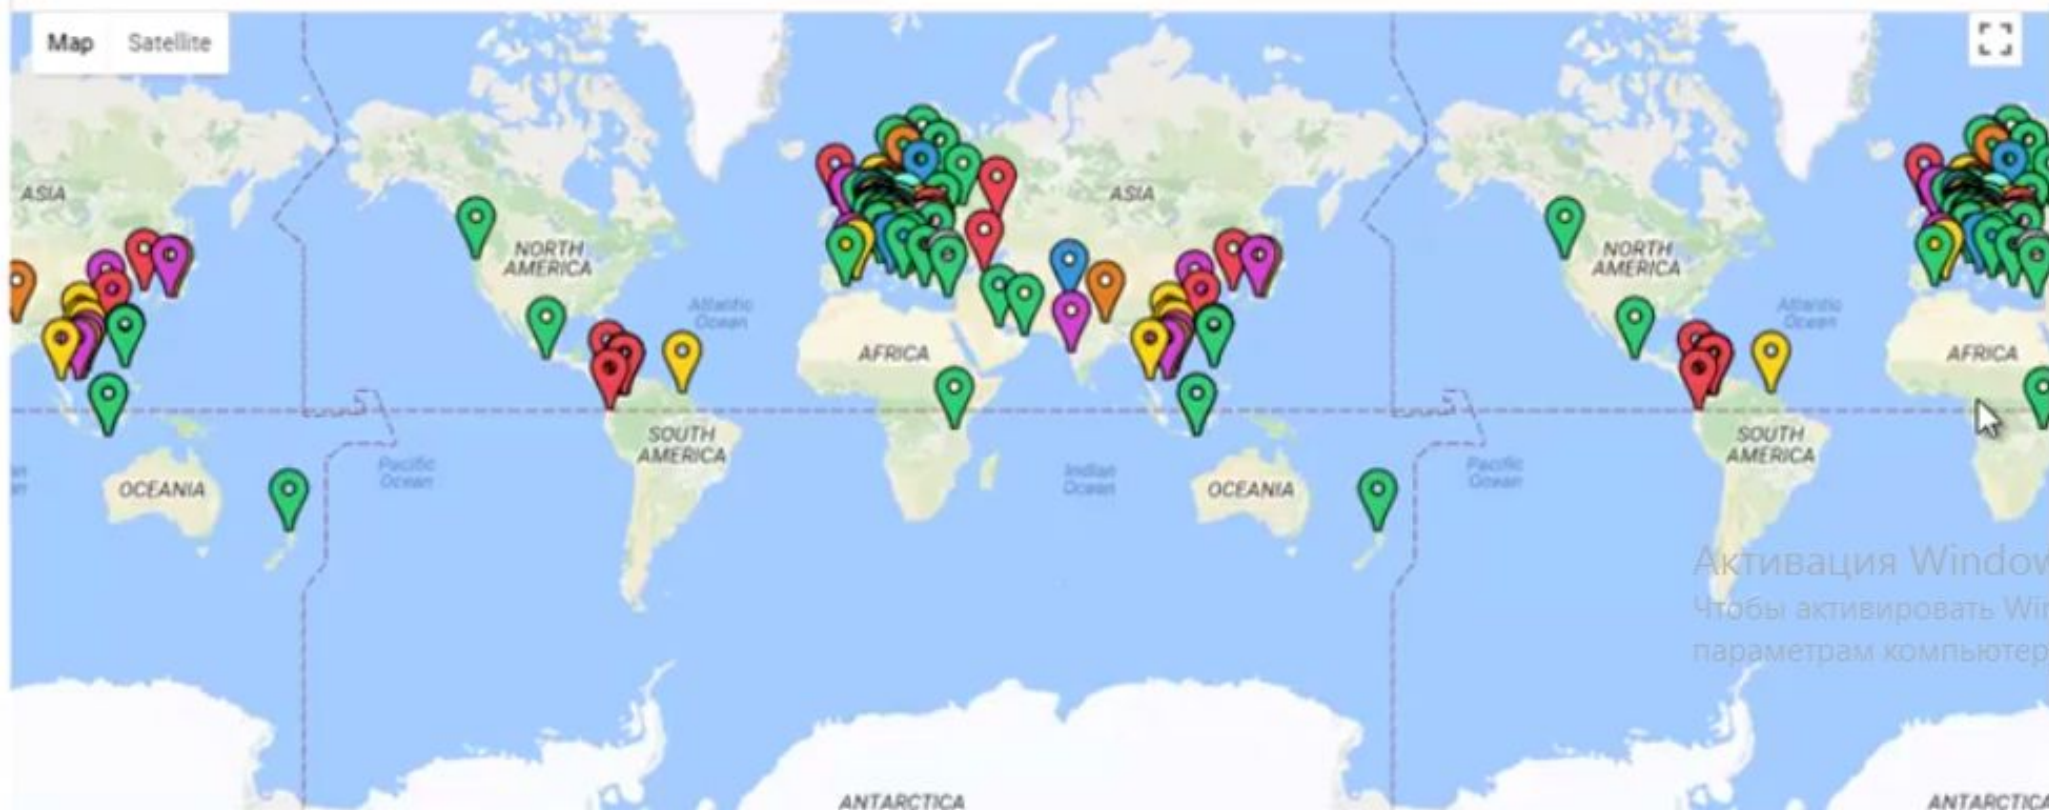 Map Satellite
ASIA
NORTH
AMERICA
Atlantic
Ocean
ASIA
NORTH
AMERICA
Atlantic
Ocean
AFRICA
AFRICA
SOUTH
AMERICA
SOUTH
AMERICA
Pacific
Ocean
Indian
Ocean
Pacific
Ocean
OCEANIA
OCEANIA
Активация Window
Чтобы активировать Win
параметрам компьютер
ANTARCTICA
ANTARCTICA